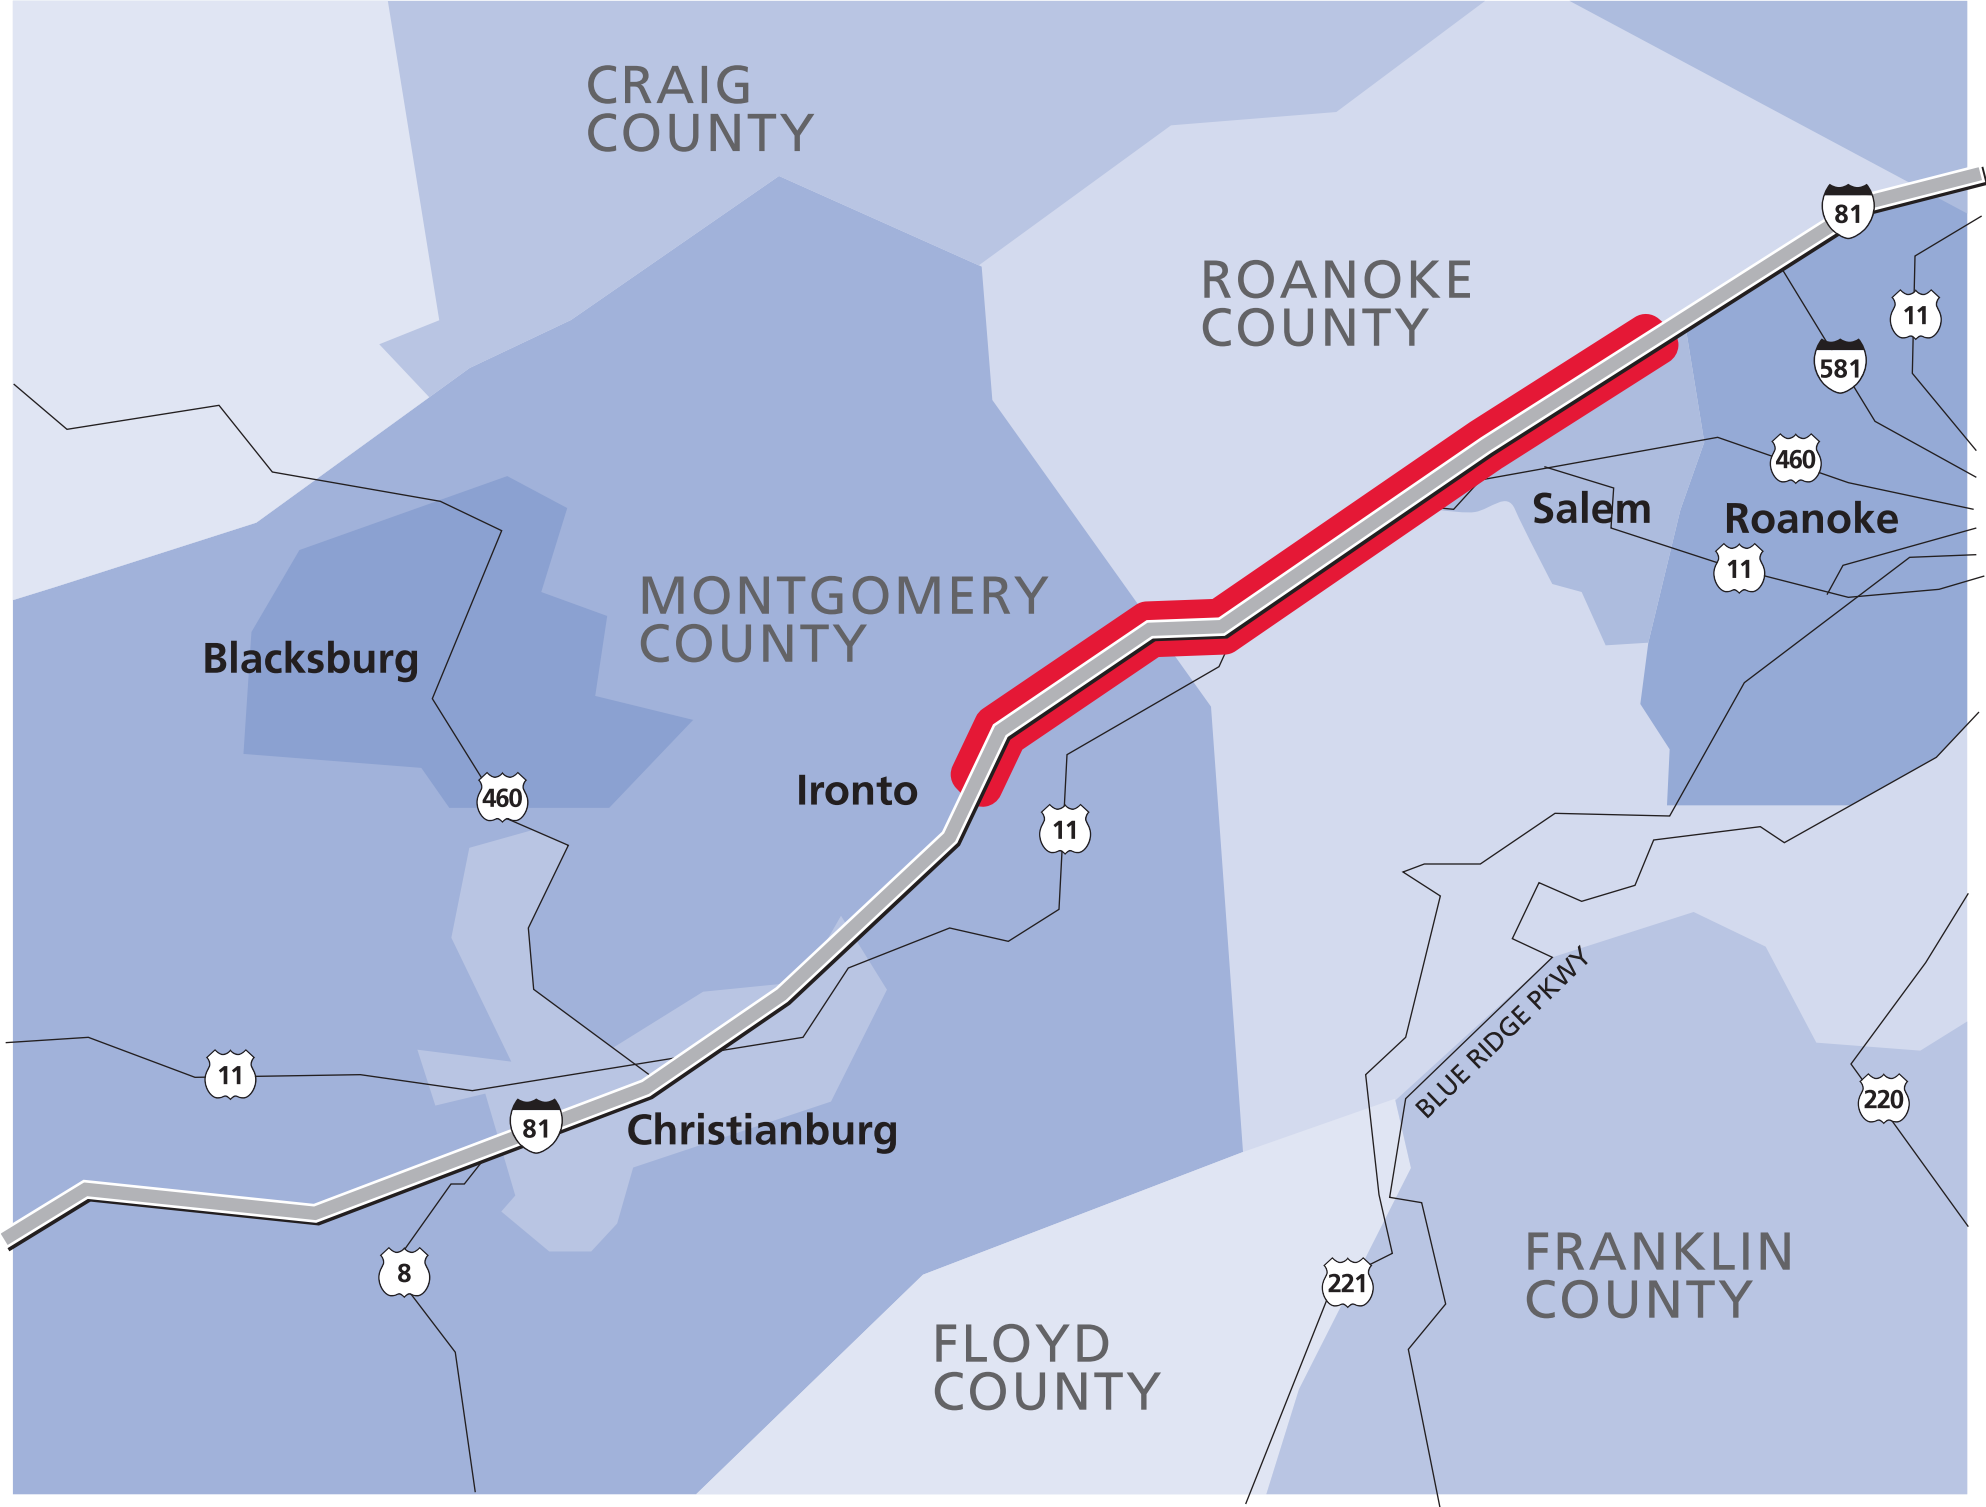 CRAIG
COUNTY
81
ROANOKE
COUNTY
11
581
460
Salem
Roanoke
11
MONTGOMERY
COUNTY
Blacksburg
460
Ironto
11
BLUE RIDGE PKWY
11
220
81
Christianburg
8
221
FRANKLIN
COUNTY
FLOYD
COUNTY